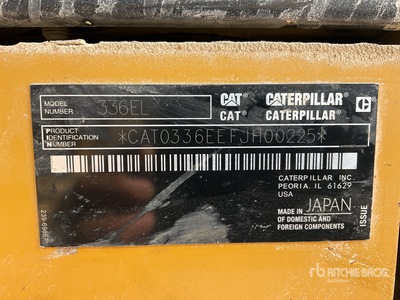 MODEL NUMBER 336EL
CAT CATERPILLAR C
CAT® CATERPILLAR®
PRODUCT IDENTIFICATION NUMBER *CAT0336EEFJH00225*
CATERPILLAR INC.
PEORIA, IL 61629
USA
MADE IN JAPAN
OF DOMESTIC AND
FOREIGN COMPONENTS
ISSUE
rb RITCHIE BROS